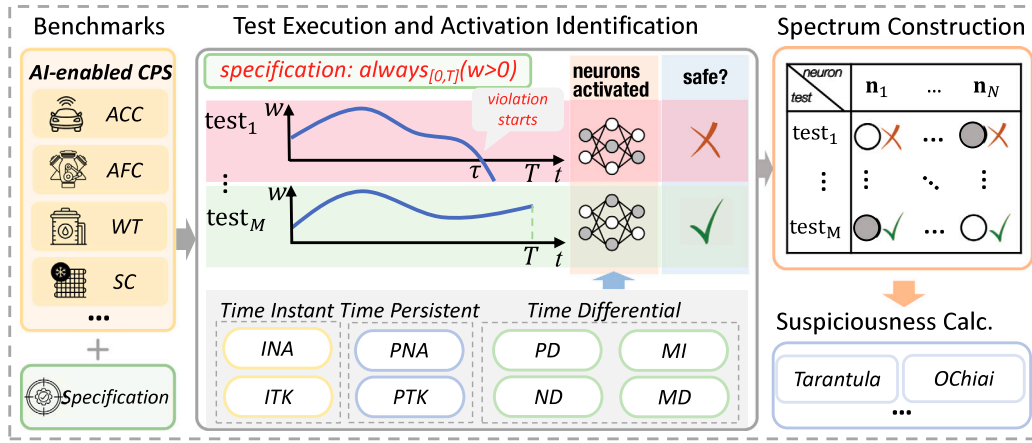 Benchmarks
AI-enabled CPS
ACC
AFC
WT
SC
...
+
Specification
Test Execution and Activation Identification
specification: always[0,T](w>0)
neurons activated
safe?
test1
w
violation starts
τ
T
t
⋮
testM
w
T
t
Time Instant
INA
ITK
Time Persistent
PNA
PTK
Time Differential
PD
MI
ND
MD
Spectrum Construction
neuron
test
n1 ... nN
test1 ...
⋮ ⋱ ⋮
testM ...
Suspiciousness Calc.
Tarantula
OChiai
...